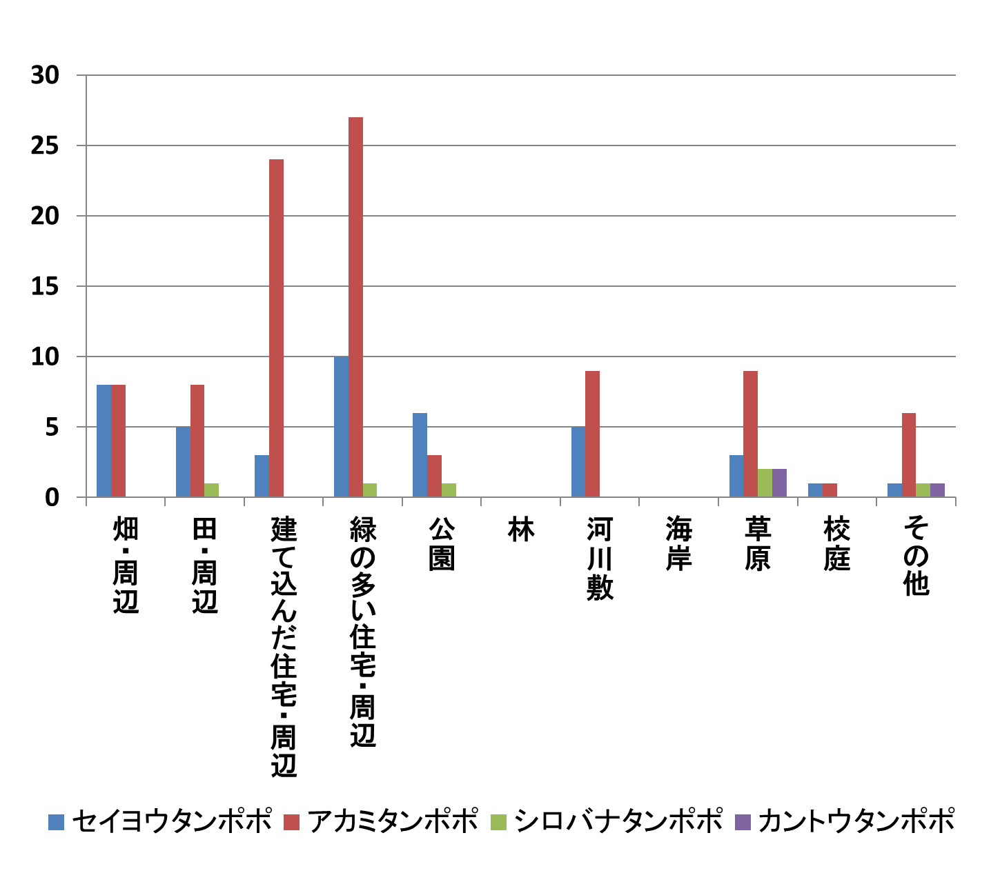 30
25
20
15
10
5
0
畑・周辺
田・周辺
建て込んだ住宅・周辺
緑の多い住宅・周辺
公園
林
河川敷
海岸
草原
校庭
その他
セイヨウタンポポ アカミタンポポ シロバナタンポポ カントウタンポポ